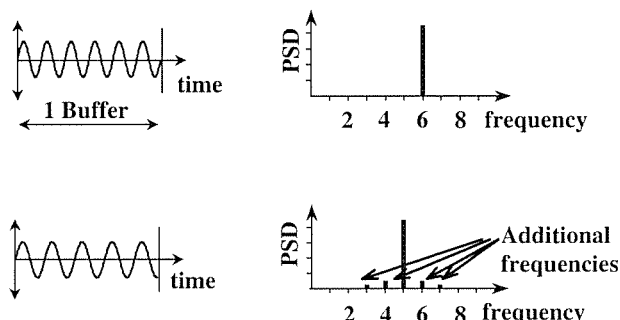 PSD
time
1 Buffer
2 4 6 8 frequency
PSD
Additional
frequencies
time
2 4 6 8 frequency